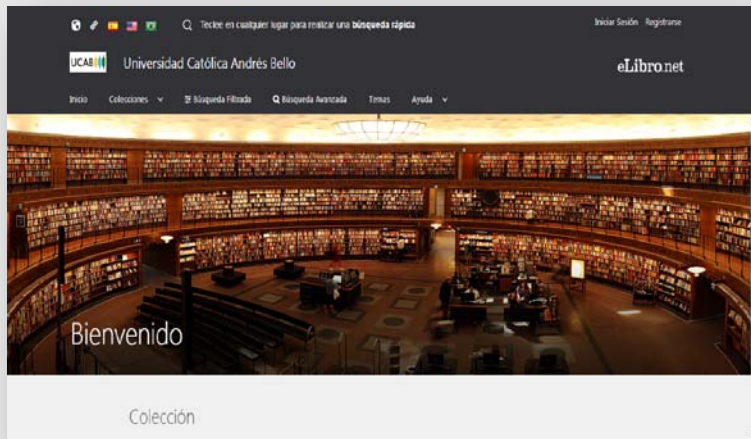 Teclee en cualquier lugar para realizar una búsqueda rápida
Iniciar Sesión Registrarse
UCAB Universidad Católica Andrés Bello
eLibro.net
Inicio Colecciones Búsqueda Filtrada Búsqueda Avanzada Temas Ayuda
Bienvenido
Colección